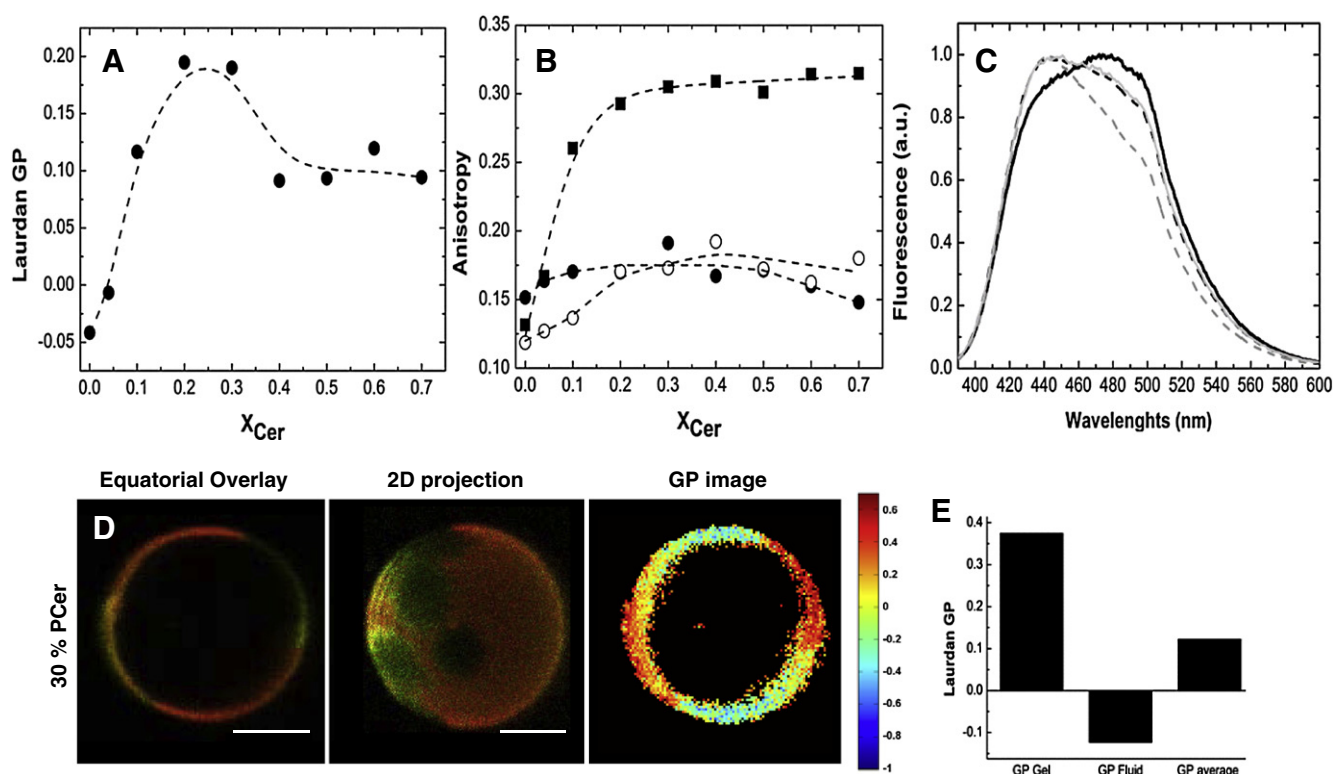 A
Laurdan GP
0.20
0.15
0.10
0.05
0.00
-0.05
0.0 0.1 0.2 0.3 0.4 0.5 0.6 0.7
XCer
B
Anisotropy
0.35
0.30
0.25
0.20
0.15
0.10
0.0 0.1 0.2 0.3 0.4 0.5 0.6 0.7
XCer
C
Fluorescence (a.u.)
1.0
0.8
0.6
0.4
0.2
0.0
400 420 440 460 480 500 520 540 560 580 600
Wavelenghts (nm)
Equatorial Overlay
2D projection
GP image
D
30 % PCer
0.6
0.4
0.2
0
-0.2
-0.4
-0.6
-0.8
-1
E
Laurdan GP
0.4
0.3
0.2
0.1
0.0
-0.1
GP Gel GP Fluid GP average